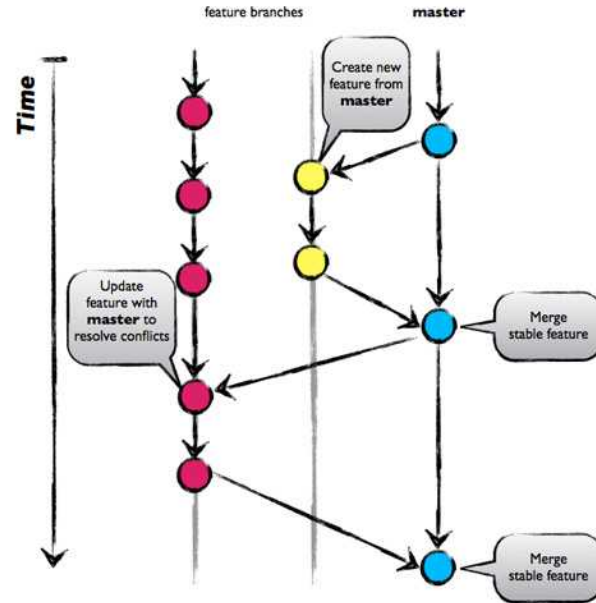 feature branches
master
Time
Create new
feature from
master
Update
feature with
master to
resolve conflicts
Merge
stable feature
Merge
stable feature